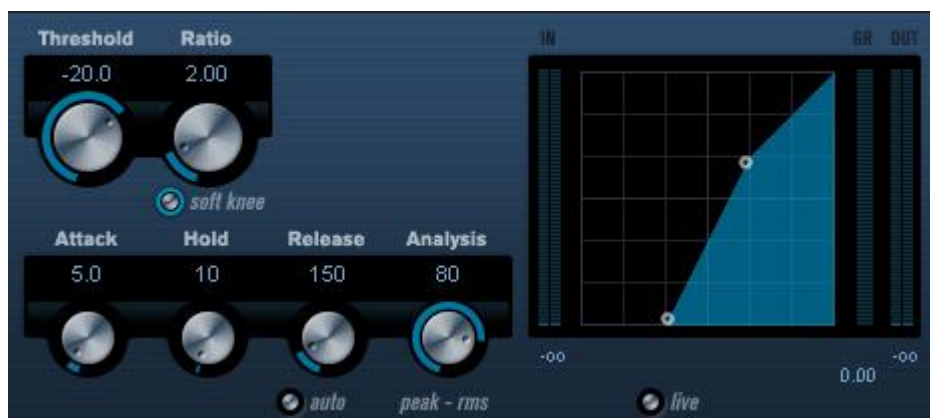 Threshold Ratio
-20.0 2.00
soft knee
Attack Hold Release Analysis
5.0 10 150 80
auto peak - rms
IN GR OUT
-oo -oo
0.00
live